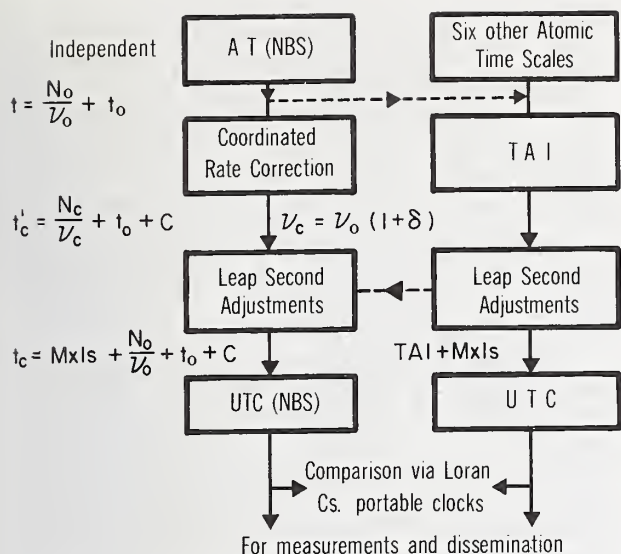 Independent
A T (NBS)
Six other Atomic
Time Scales
t = N₀/ν₀ + t₀
Coordinated
Rate Correction
T A I
t'c = Nc/νc + t₀ + C
νc = ν₀ (1+δ)
Leap Second
Adjustments
Leap Second
Adjustments
tc = Mx1s + N₀/ν₀ + t₀ + C
TAI+Mx1s
UTC (NBS)
U T C
Comparison via Loran
Cs. portable clocks
For measurements and dissemination